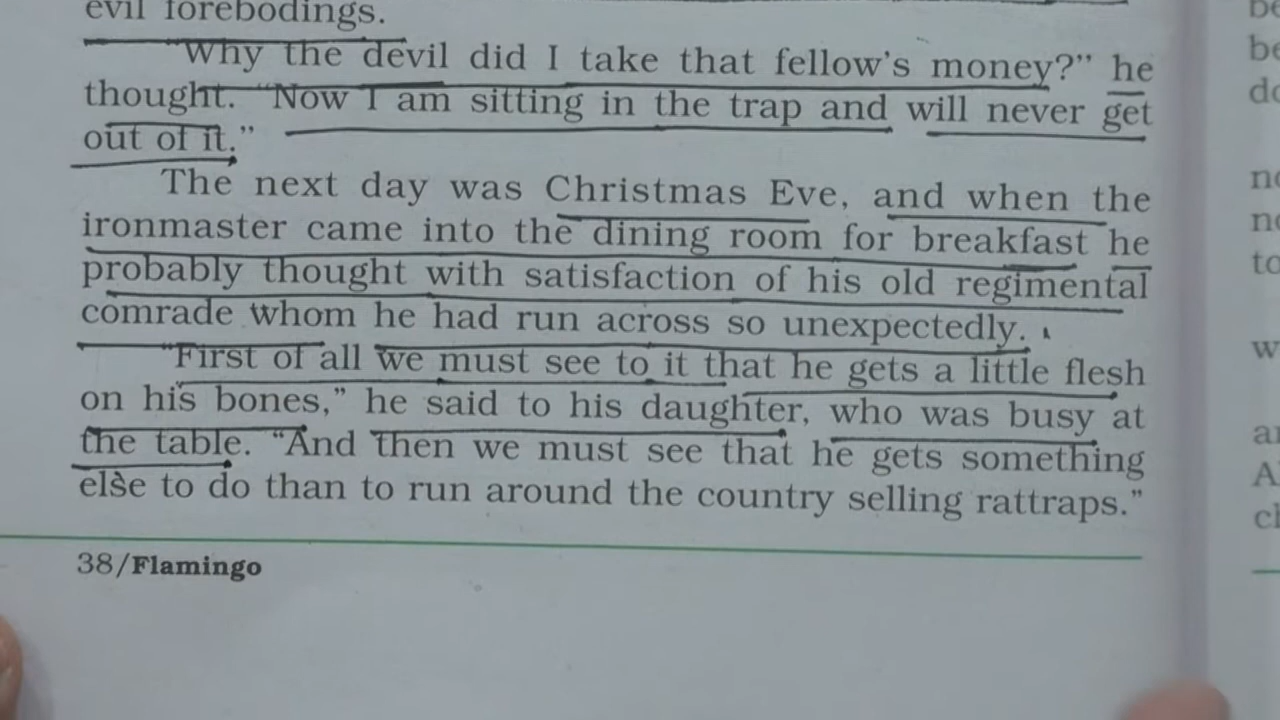 evil forebodings.
"Why the devil did I take that fellow's money?" he
thought. "Now I am sitting in the trap and will never get
out of it."
The next day was Christmas Eve, and when the
ironmaster came into the dining room for breakfast he
probably thought with satisfaction of his old regimental
comrade whom he had run across so unexpectedly.
"First of all we must see to it that he gets a little flesh
on his bones," he said to his daughter, who was busy at
the table. "And then we must see that he gets something
else to do than to run around the country selling rattraps."
38/Flamingo